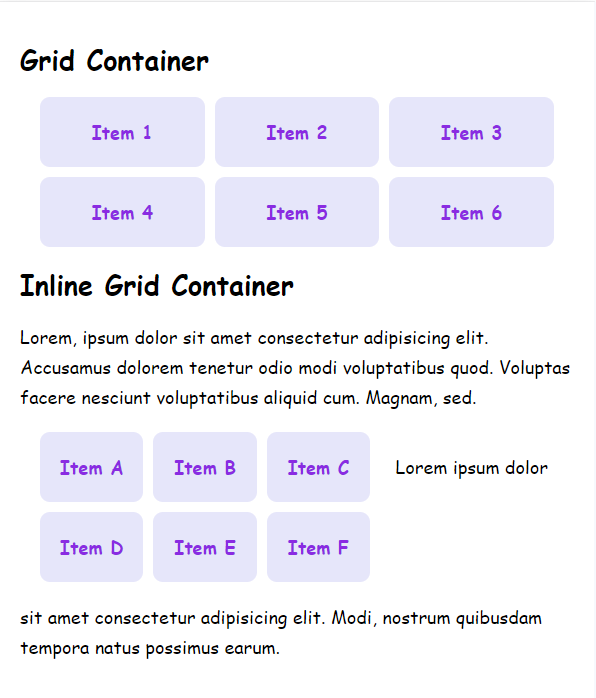 Grid Container
Item 1 Item 2 Item 3
Item 4 Item 5 Item 6
Inline Grid Container
Lorem, ipsum dolor sit amet consectetur adipisicing elit.
Accusamus dolorem tenetur odio modi voluptatibus quod. Voluptas
facere nesciunt voluptatibus aliquid cum. Magnam, sed.
Item A Item B Item C Lorem ipsum dolor
Item D Item E Item F
sit amet consectetur adipisicing elit. Modi, nostrum quibusdam
tempora natus possimus earum.